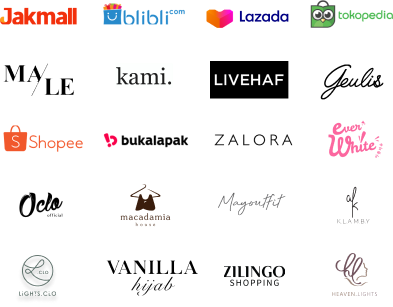 Jakmall
blibli.com
Lazada
tokopedia
MA/LE
kami.
LIVEHAF
Geulis
Shopee
bukalapak
ZALORA
Ever
White
Oclo
official
macadamia
house
Mayoutfit
KLAMBY
CLO
LIGHTS.CLO
VANILLA
hijab
ZILINGO
SHOPPING
HEAVEN.LIGHTS